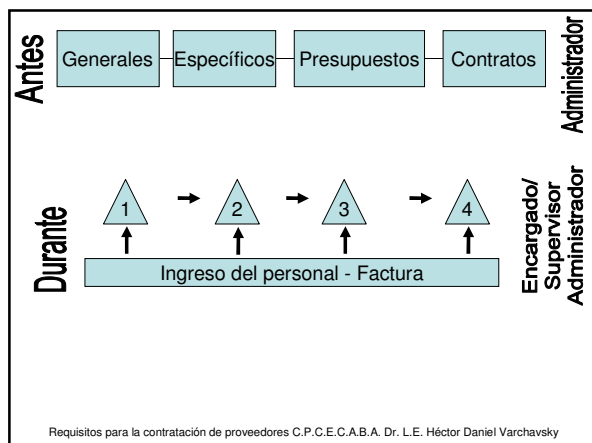 Antes
Generales
Específicos
Presupuestos
Contratos
Administrador
Durante
1
2
3
4
Ingreso del personal - Factura
Encargado/
Supervisor
Administrador
Requisitos para la contratación de proveedores C.P.C.E.C.A.B.A. Dr. L.E. Héctor Daniel Varchavsky